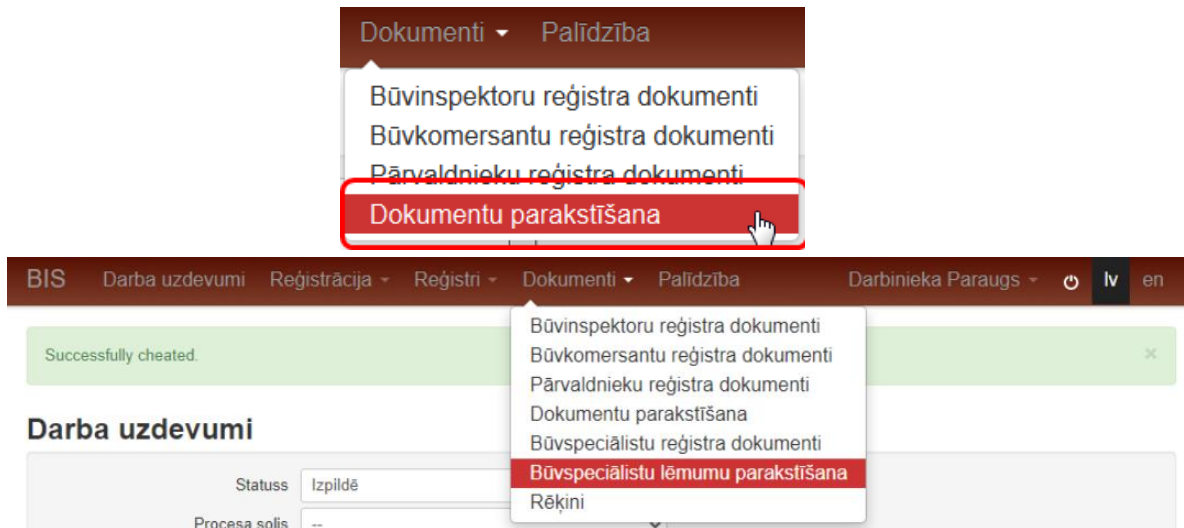 Dokumenti Palīdzība
Būvinspektoru reģistra dokumenti
Būvkomersantu reģistra dokumenti
Pārvaldnieku reģistra dokumenti
Dokumentu parakstīšana
BIS Darba uzdevumi Reģistrācija Reģistri Dokumenti Palīdzība Darbinieka Paraugs lv en
Successfully cheated. ×
Būvinspektoru reģistra dokumenti
Būvkomersantu reģistra dokumenti
Pārvaldnieku reģistra dokumenti
Dokumentu parakstīšana
Būvspeciālistu reģistra dokumenti
Būvspeciālistu lēmumu parakstīšana
Rēķini
Darba uzdevumi
Statuss Izpildē
Procesa solis --